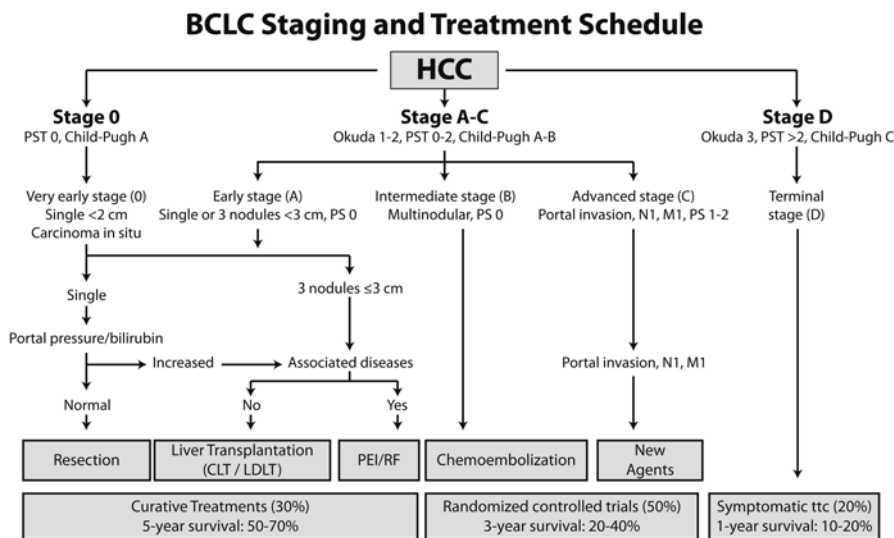 BCLC Staging and Treatment Schedule
HCC
Stage 0
PST 0, Child-Pugh A
Stage A-C
Okuda 1-2, PST 0-2, Child-Pugh A-B
Stage D
Okuda 3, PST >2, Child-Pugh C
Very early stage (0)
Single <2 cm
Carcinoma in situ
Early stage (A)
Single or 3 nodules <3 cm, PS 0
Intermediate stage (B)
Multinodular, PS 0
Advanced stage (C)
Portal invasion, N1, M1, PS 1-2
Terminal
stage (D)
Single
3 nodules ≤3 cm
Portal pressure/bilirubin
Increased
Associated diseases
Portal invasion, N1, M1
Normal
No
Yes
Resection
Liver Transplantation
(CLT / LDLT)
PEI/RF
Chemoembolization
New
Agents
Curative Treatments (30%)
5-year survival: 50-70%
Randomized controlled trials (50%)
3-year survival: 20-40%
Symptomatic ttc (20%)
1-year survival: 10-20%